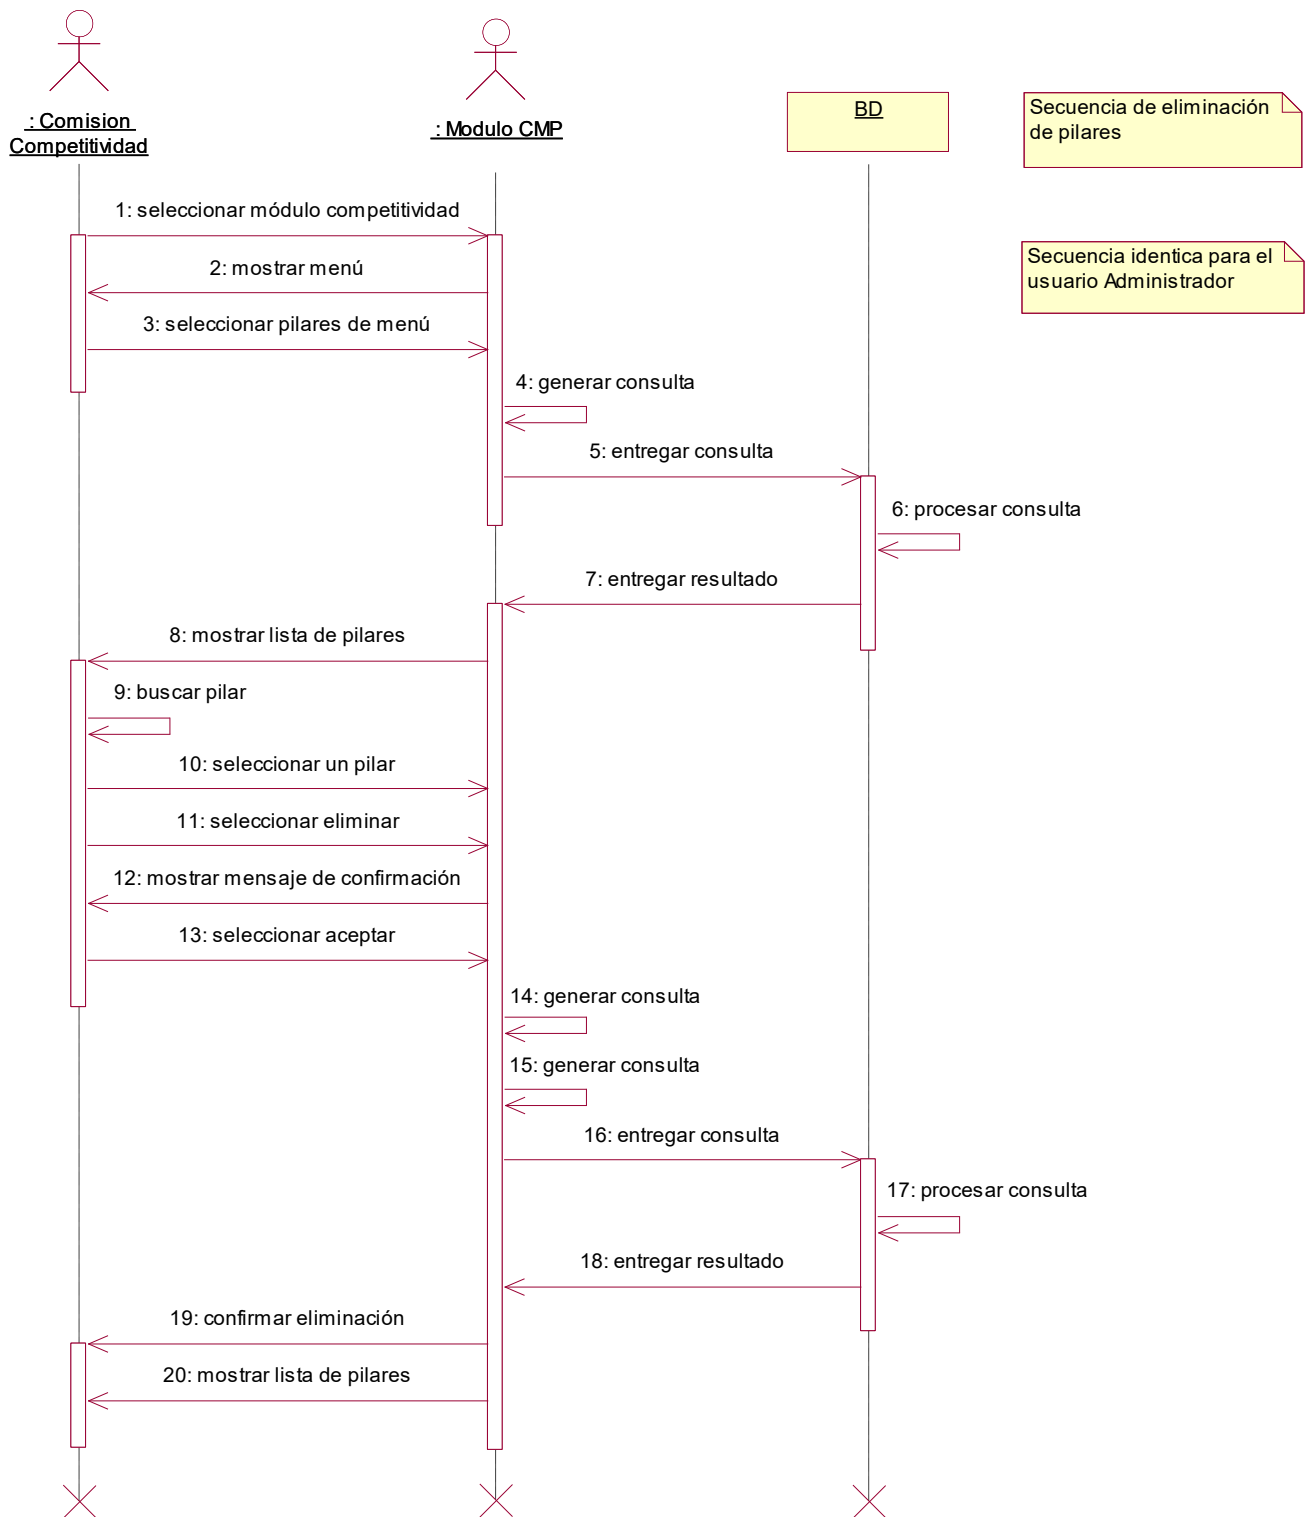 : Comision
Competitividad
: Modulo CMP
BD
Secuencia de eliminación
de pilares
Secuencia identica para el
usuario Administrador
1: seleccionar módulo competitividad
2: mostrar menú
3: seleccionar pilares de menú
4: generar consulta
5: entregar consulta
6: procesar consulta
7: entregar resultado
8: mostrar lista de pilares
9: buscar pilar
10: seleccionar un pilar
11: seleccionar eliminar
12: mostrar mensaje de confirmación
13: seleccionar aceptar
14: generar consulta
15: generar consulta
16: entregar consulta
17: procesar consulta
18: entregar resultado
19: confirmar eliminación
20: mostrar lista de pilares